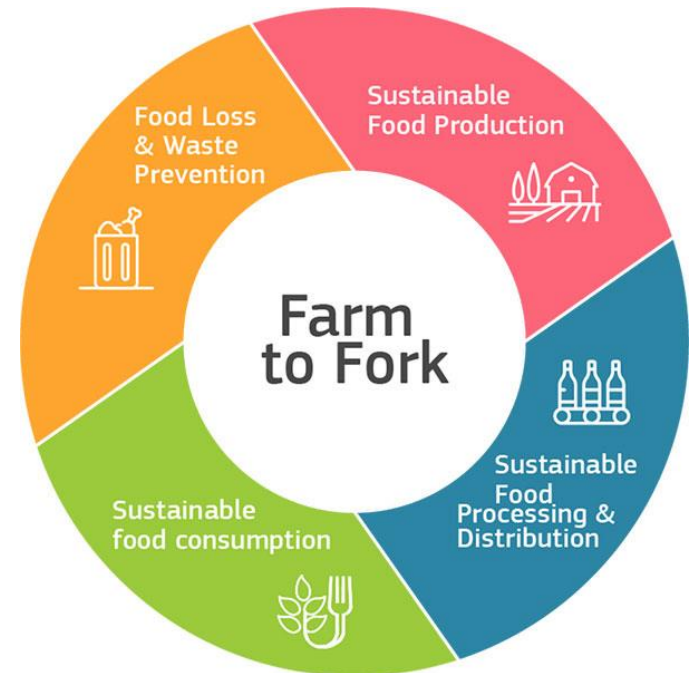 Farm
to Fork
Sustainable
Food Production
Sustainable
Food
Processing &
Distribution
Sustainable
food consumption
Food Loss
& Waste
Prevention